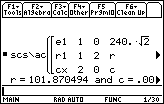 F1▾ F2▾ F3▾ F4▾ F5 F6▾
Tools Algebra Calc Other PrgmIO Clean Up
e1 1 0 240.·√2
■ scs\ac r1 1 2 r
cx 2 0 c
r = 101.870494 and c = .00
MAIN RAD AUTO FUNC 1/30